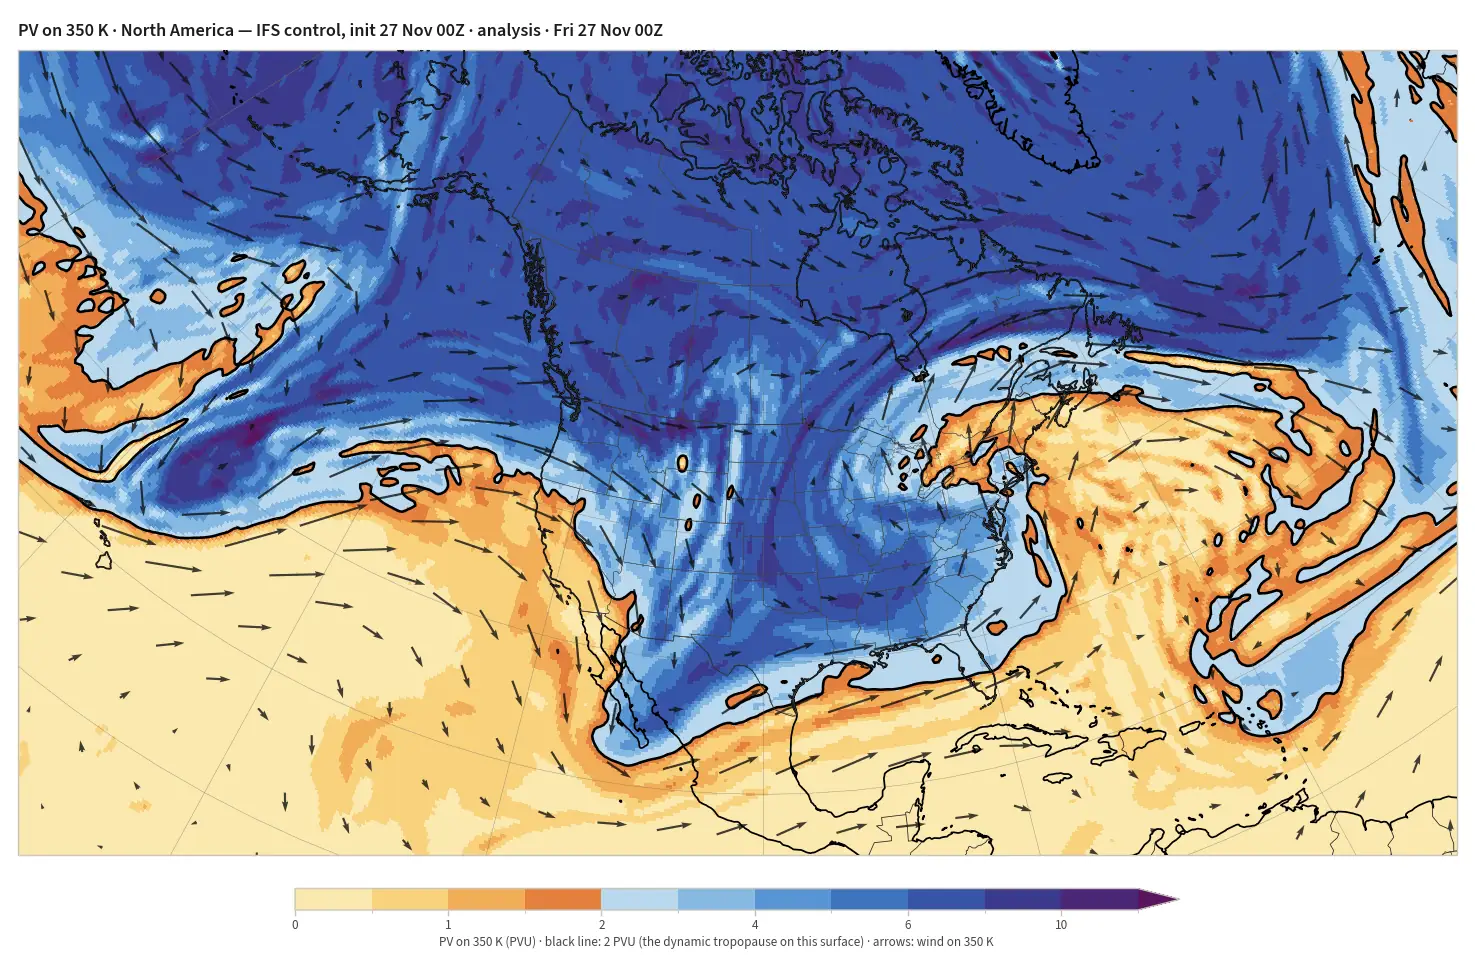 PV on 350 K · North America — IFS control, init 27 Nov 00Z · analysis · Fri 27 Nov 00Z
0 1 2 4 6 10
PV on 350 K (PVU) · black line: 2 PVU (the dynamic tropopause on this surface) · arrows: wind on 350 K